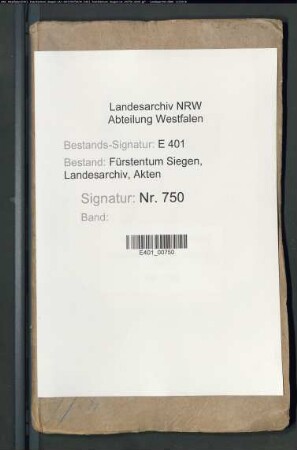 Landesarchiv NRW
Abteilung Westfalen
Bestands-Signatur: E 401
Bestand: Fürstentum Siegen,
Landesarchiv, Akten
Signatur: Nr. 750
Band:
E401_00750